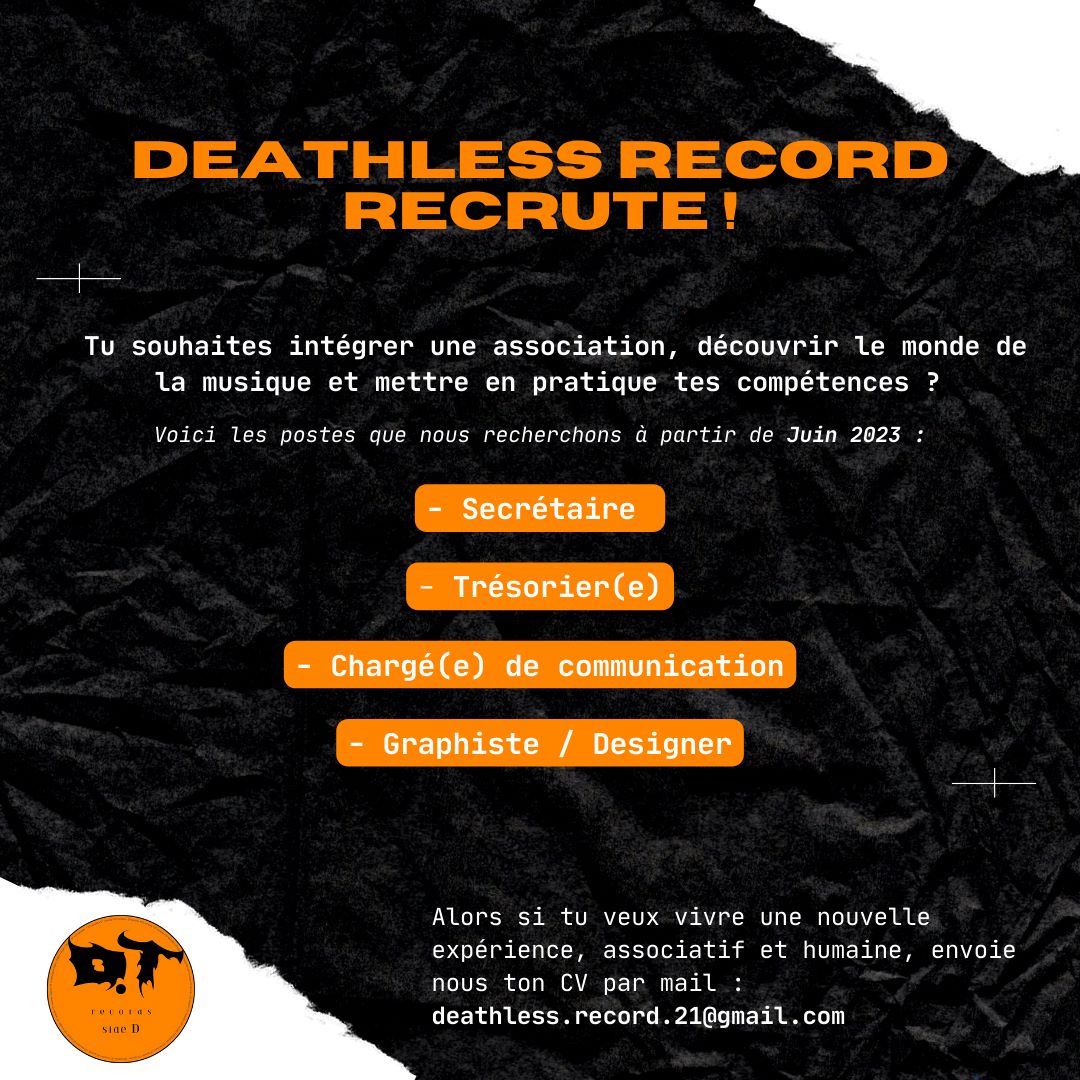 DEATHLESS RECORD
RECRUTE !
Tu souhaites intégrer une association, découvrir le monde de
la musique et mettre en pratique tes compétences ?
Voici les postes que nous recherchons à partir de Juin 2023 :
- Secrétaire
- Trésorier(e)
- Chargé(e) de communication
- Graphiste / Designer
Alors si tu veux vivre une nouvelle
expérience, associatif et humaine, envoie
nous ton CV par mail :
deathless.record.21@gmail.com
D.T
records
side D